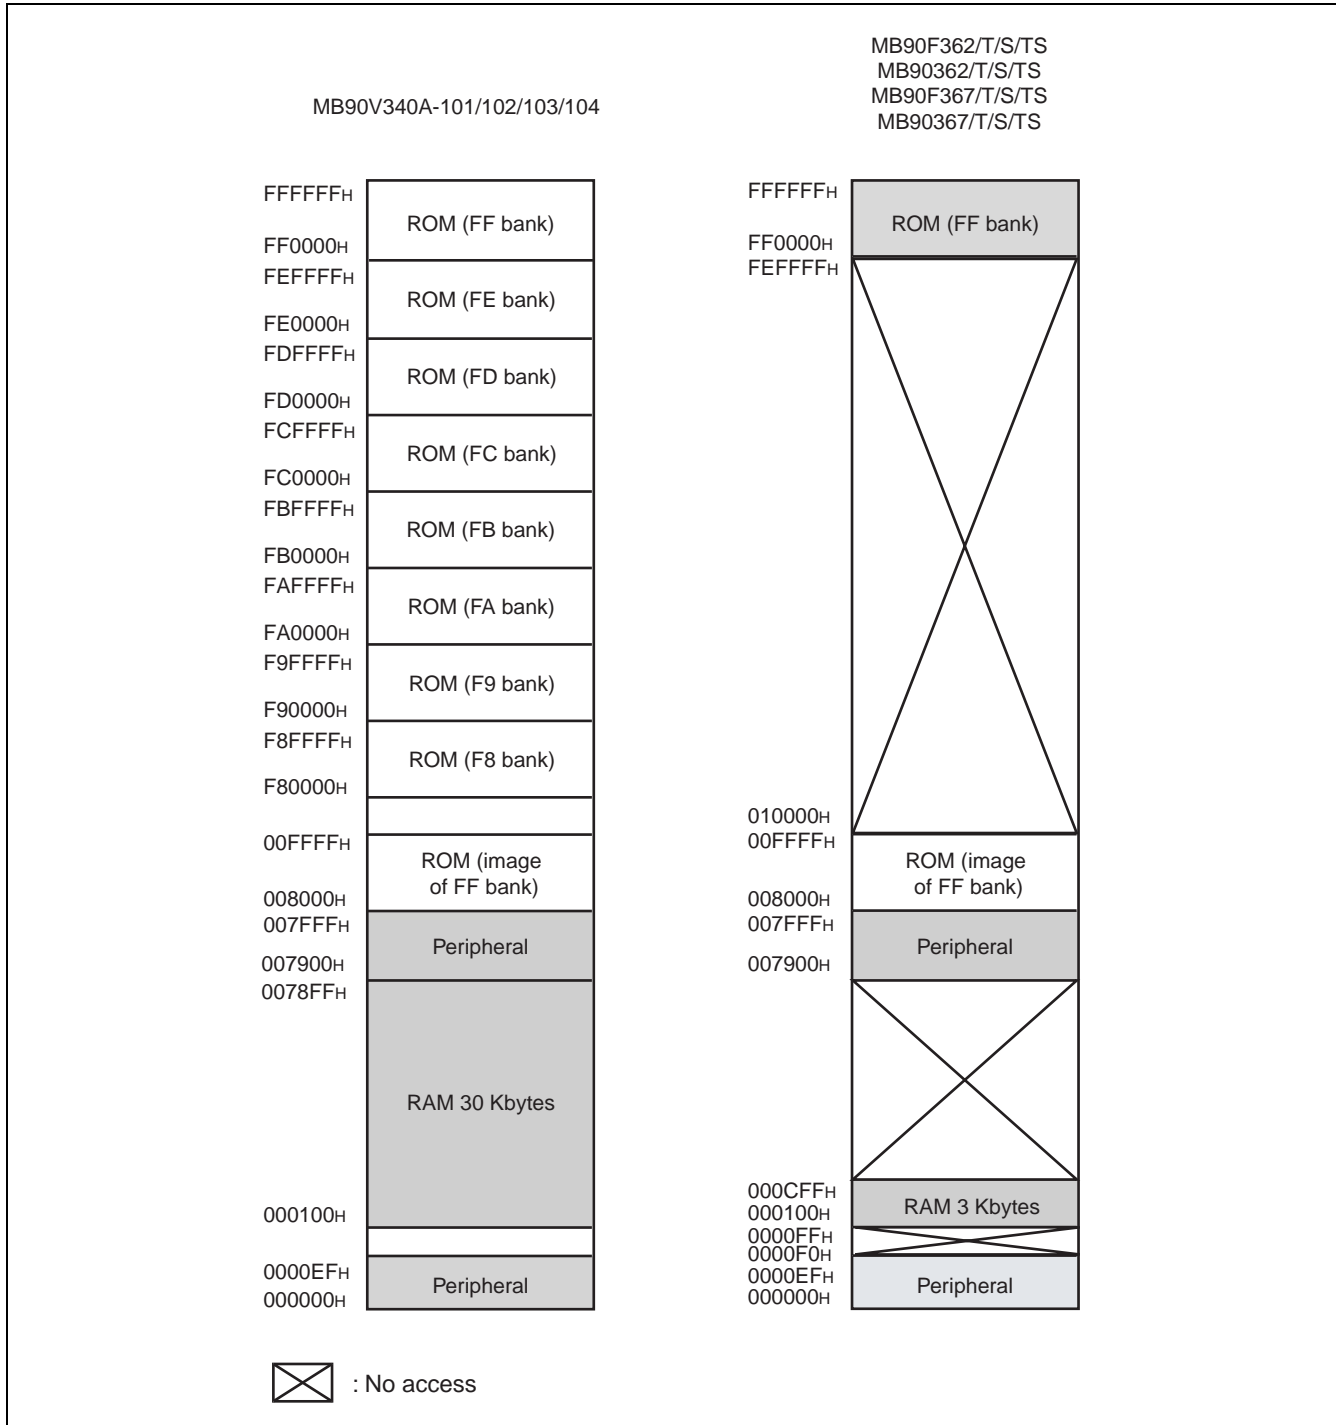 MB90V340A-101/102/103/104
FFFFFFH
ROM (FF bank)
FF0000H
FEFFFFH
ROM (FE bank)
FE0000H
FDFFFFH
ROM (FD bank)
FD0000H
FCFFFFH
ROM (FC bank)
FC0000H
FBFFFFH
ROM (FB bank)
FB0000H
FAFFFFH
ROM (FA bank)
FA0000H
F9FFFFH
ROM (F9 bank)
F90000H
F8FFFFH
ROM (F8 bank)
F80000H
00FFFFH
ROM (image
of FF bank)
008000H
007FFFH
Peripheral
007900H
0078FFH
RAM 30 Kbytes
000100H
0000EFH
Peripheral
000000H
MB90F362/T/S/TS
MB90362/T/S/TS
MB90F367/T/S/TS
MB90367/T/S/TS
FFFFFFH
ROM (FF bank)
FF0000H
FEFFFFH
010000H
00FFFFH
ROM (image
of FF bank)
008000H
007FFFH
Peripheral
007900H
000CFFH
RAM 3 Kbytes
000100H
0000FFH
0000F0H
0000EFH
Peripheral
000000H
: No access